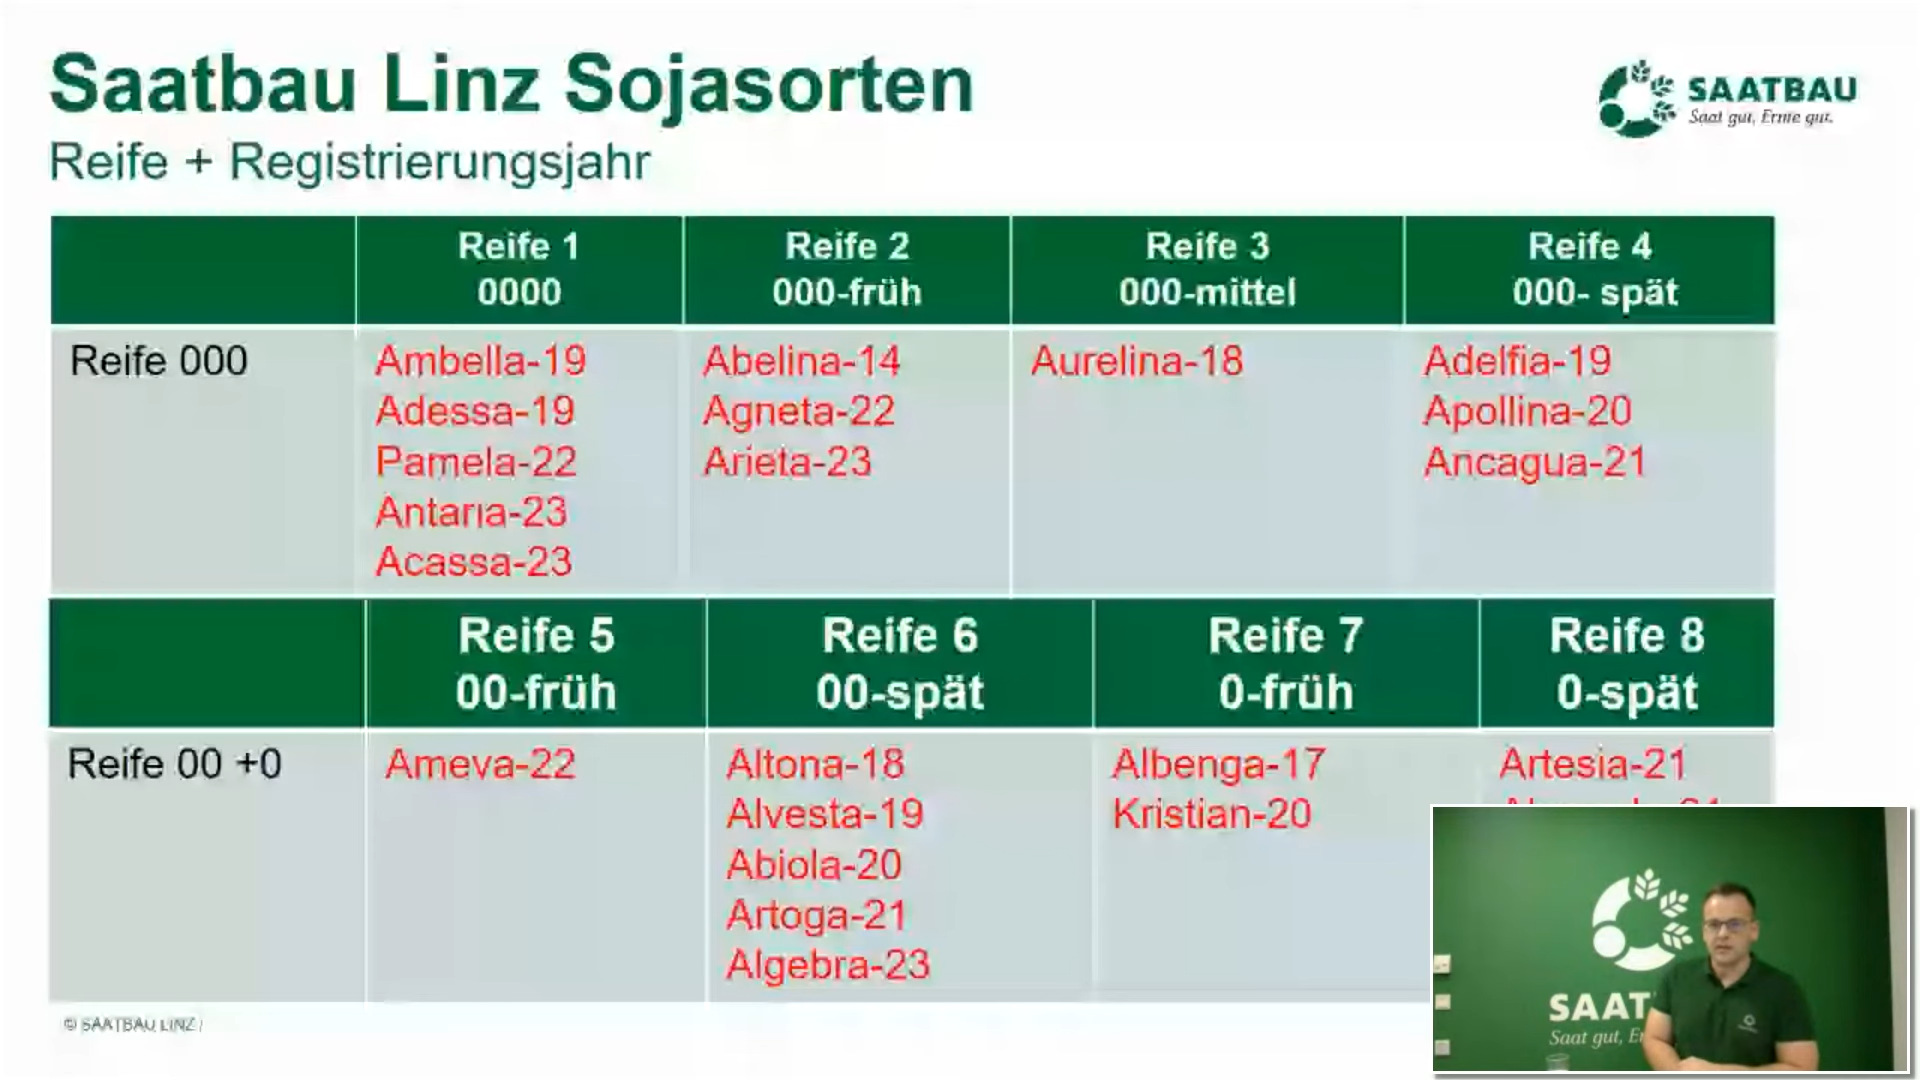 Saatbau Linz Sojasorten
Reife + Registrierungsjahr
SAATBAU
Saat gut, Ernte gut.
Reife 1 Reife 2 Reife 3 Reife 4
0000 000-früh 000-mittel 000- spät
Reife 000 Ambella-19 Abelina-14 Aurelina-18 Adelfia-19
Adessa-19 Agneta-22 Apollina-20
Pamela-22 Arieta-23 Ancagua-21
Antaria-23
Acassa-23
Reife 5 Reife 6 Reife 7 Reife 8
00-früh 00-spät 0-früh 0-spät
Reife 00 +0 Ameva-22 Altona-18 Albenga-17 Artesia-21
Alvesta-19 Kristian-20
Abiola-20
Artoga-21
Algebra-23
© SAATBAU LINZ /
SAAT
Saat gut, Er